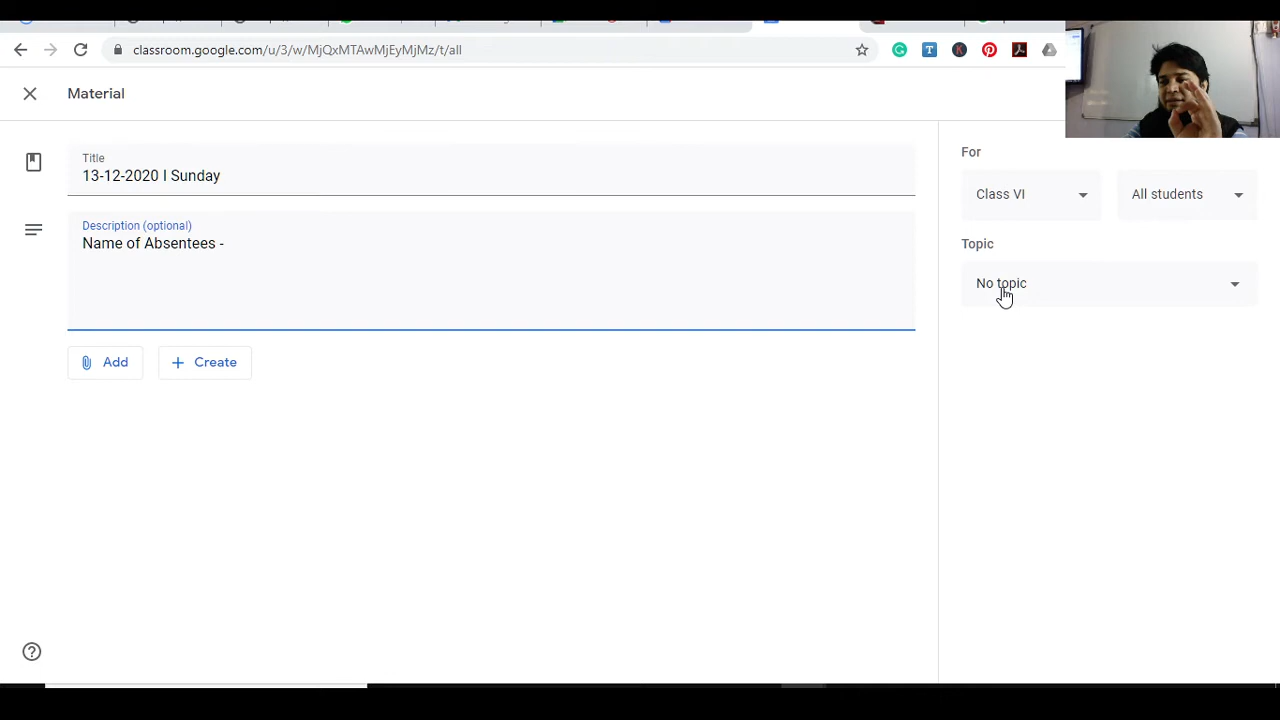 classroom.google.com/u/3/w/MjQxMTAwMjEyMjMz/t/all
Material
Title
13-12-2020 I Sunday
Description (optional)
Name of Absentees -
Add
Create
For
Class VI
All students
Topic
No topic